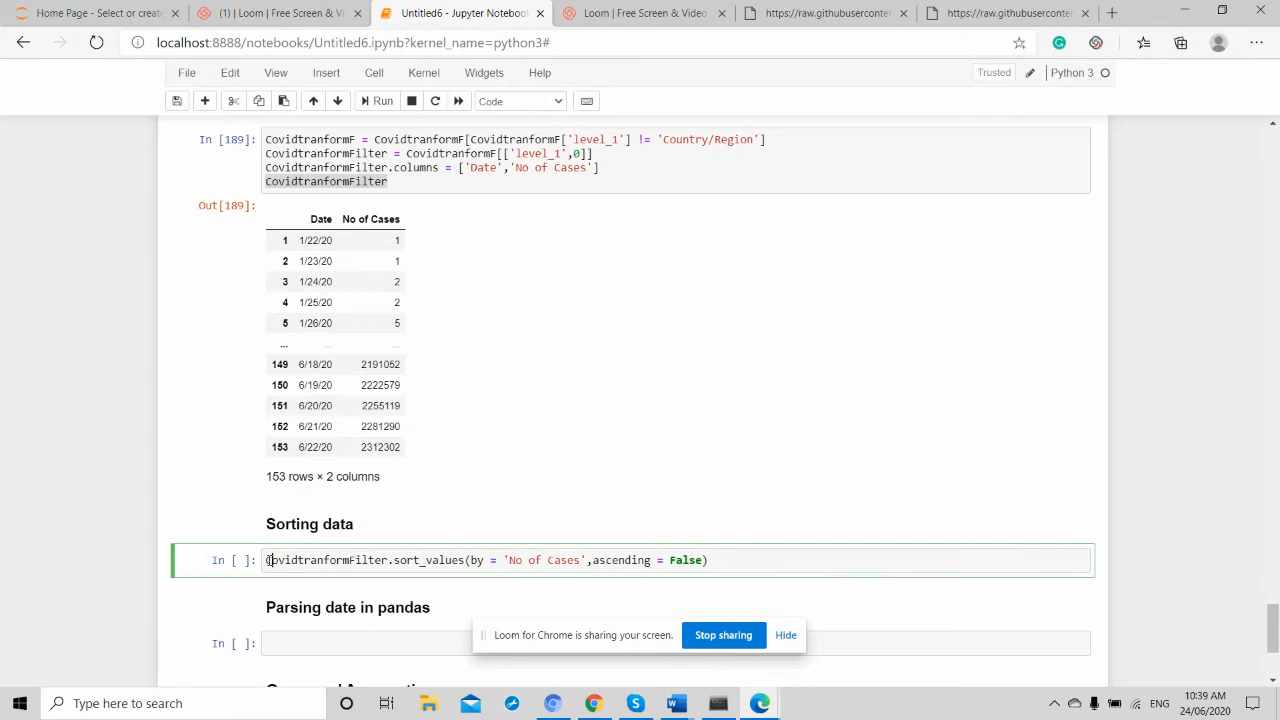 Home Page - Select or create a
(1) Loom | Free Screen & Video
Untitled6 - Jupyter Notebook
Loom | Free Screen & Video
https://raw.githubuserconten
https://raw.githubuserconten
localhost:8888/notebooks/Untitled6.ipynb?kernel_name=python3#
File Edit View Insert Cell Kernel Widgets Help
Trusted
Python 3
Run
Code
In [189]:
CovidtranformF = CovidtranformF[CovidtranformF['level_1'] != 'Country/Region']
CovidtranformFilter = CovidtranformF[['level_1',0]]
CovidtranformFilter.columns = ['Date','No of Cases']
CovidtranformFilter
Out[189]:
Date No of Cases
1 1/22/20 1
2 1/23/20 1
3 1/24/20 2
4 1/25/20 2
5 1/26/20 5
... ... ...
149 6/18/20 2191052
150 6/19/20 2222579
151 6/20/20 2255119
152 6/21/20 2281290
153 6/22/20 2312302
153 rows × 2 columns
Sorting data
In [ ]: CovidtranformFilter.sort_values(by = 'No of Cases',ascending = False)
Parsing date in pandas
Loom for Chrome is sharing your screen. Stop sharing Hide
In [ ]:
Type here to search
ENG
10:39 AM
24/06/2020